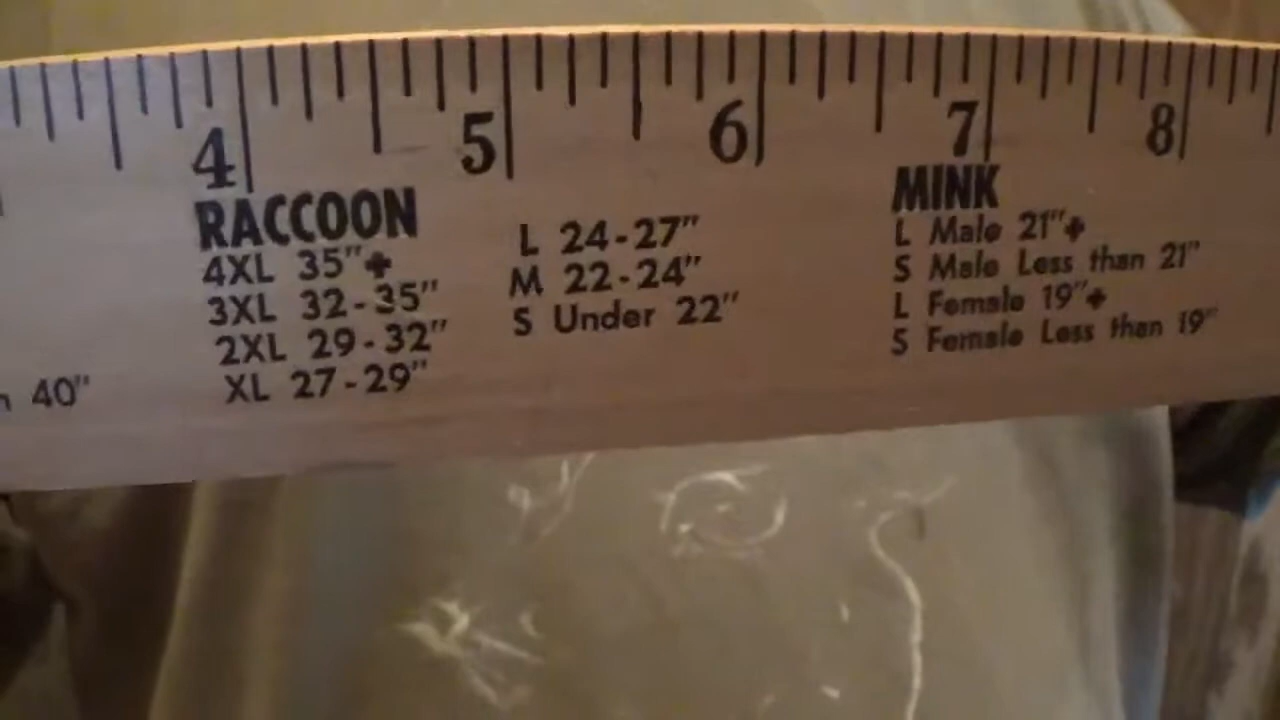 4 5 6 7 8
RACCOON
4XL 35"+
3XL 32-35"
2XL 29-32"
XL 27-29"
L 24-27"
M 22-24"
S Under 22"
MINK
L Male 21"+
S Male Less than 21"
L Female 19"+
S Female Less than 19"
40"